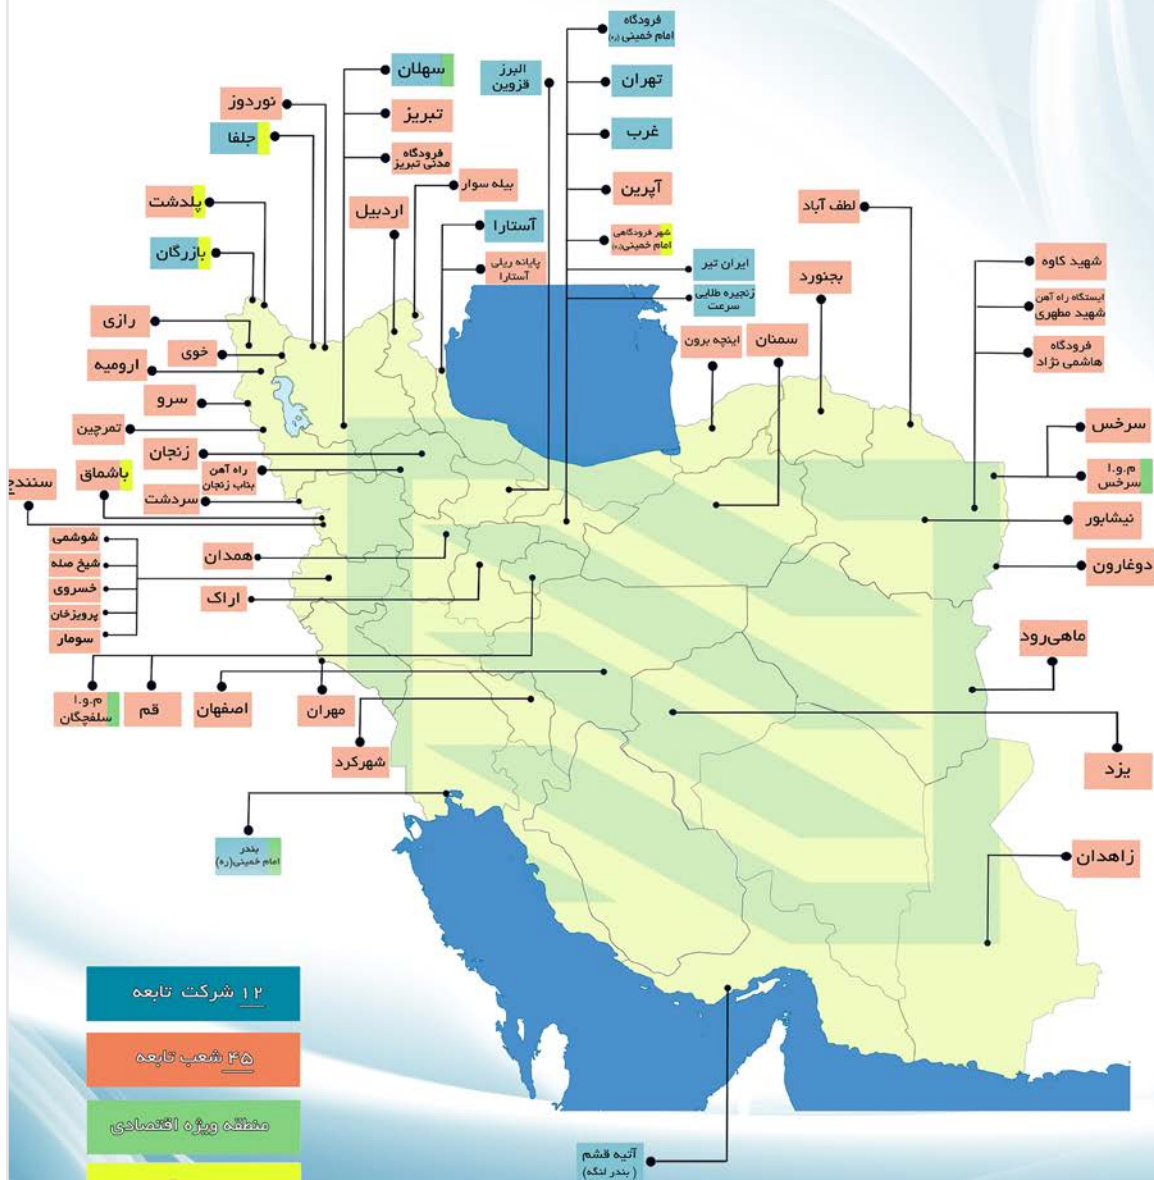 فرودگاه
امام خمینی (ره)
تهران
غرب
آپرین
شهر فرودگاهی
امام خمینی(ره)
ایران تیر
زنجیره طلایی
سرعت
البرز
قزوین
سهلان
تبریز
فرودگاه
مدنی تبریز
نوردوز
جلفا
بیله سوار
اردبیل
آستارا
پایانه ریلی
آستارا
پلدشت
بازرگان
لطف آباد
بجنورد
شهید کاوه
ایستگاه راه آهن
شهید مطهری
فرودگاه
هاشمی نژاد
سمنان
اینچه برون
رازی
خوی
ارومیه
سرو
تمرچین
زنجان
راه آهن
بناب زنجان
سردشت
باشماق
سنندج
سرخس
م.و.ا
سرخس
نیشابور
دوغارون
شوشمی
شیخ صله
خسروی
پرویزخان
سومار
همدان
اراک
ماهی‌رود
م.و.ا
سلفچگان
قم
اصفهان
مهران
شهرکرد
یزد
بندر
امام خمینی(ره)
زاهدان
۱۲ شرکت تابعه
۴۵ شعب تابعه
منطقه ویژه اقتصادی
آتیه قشم
(بندر لنگه)